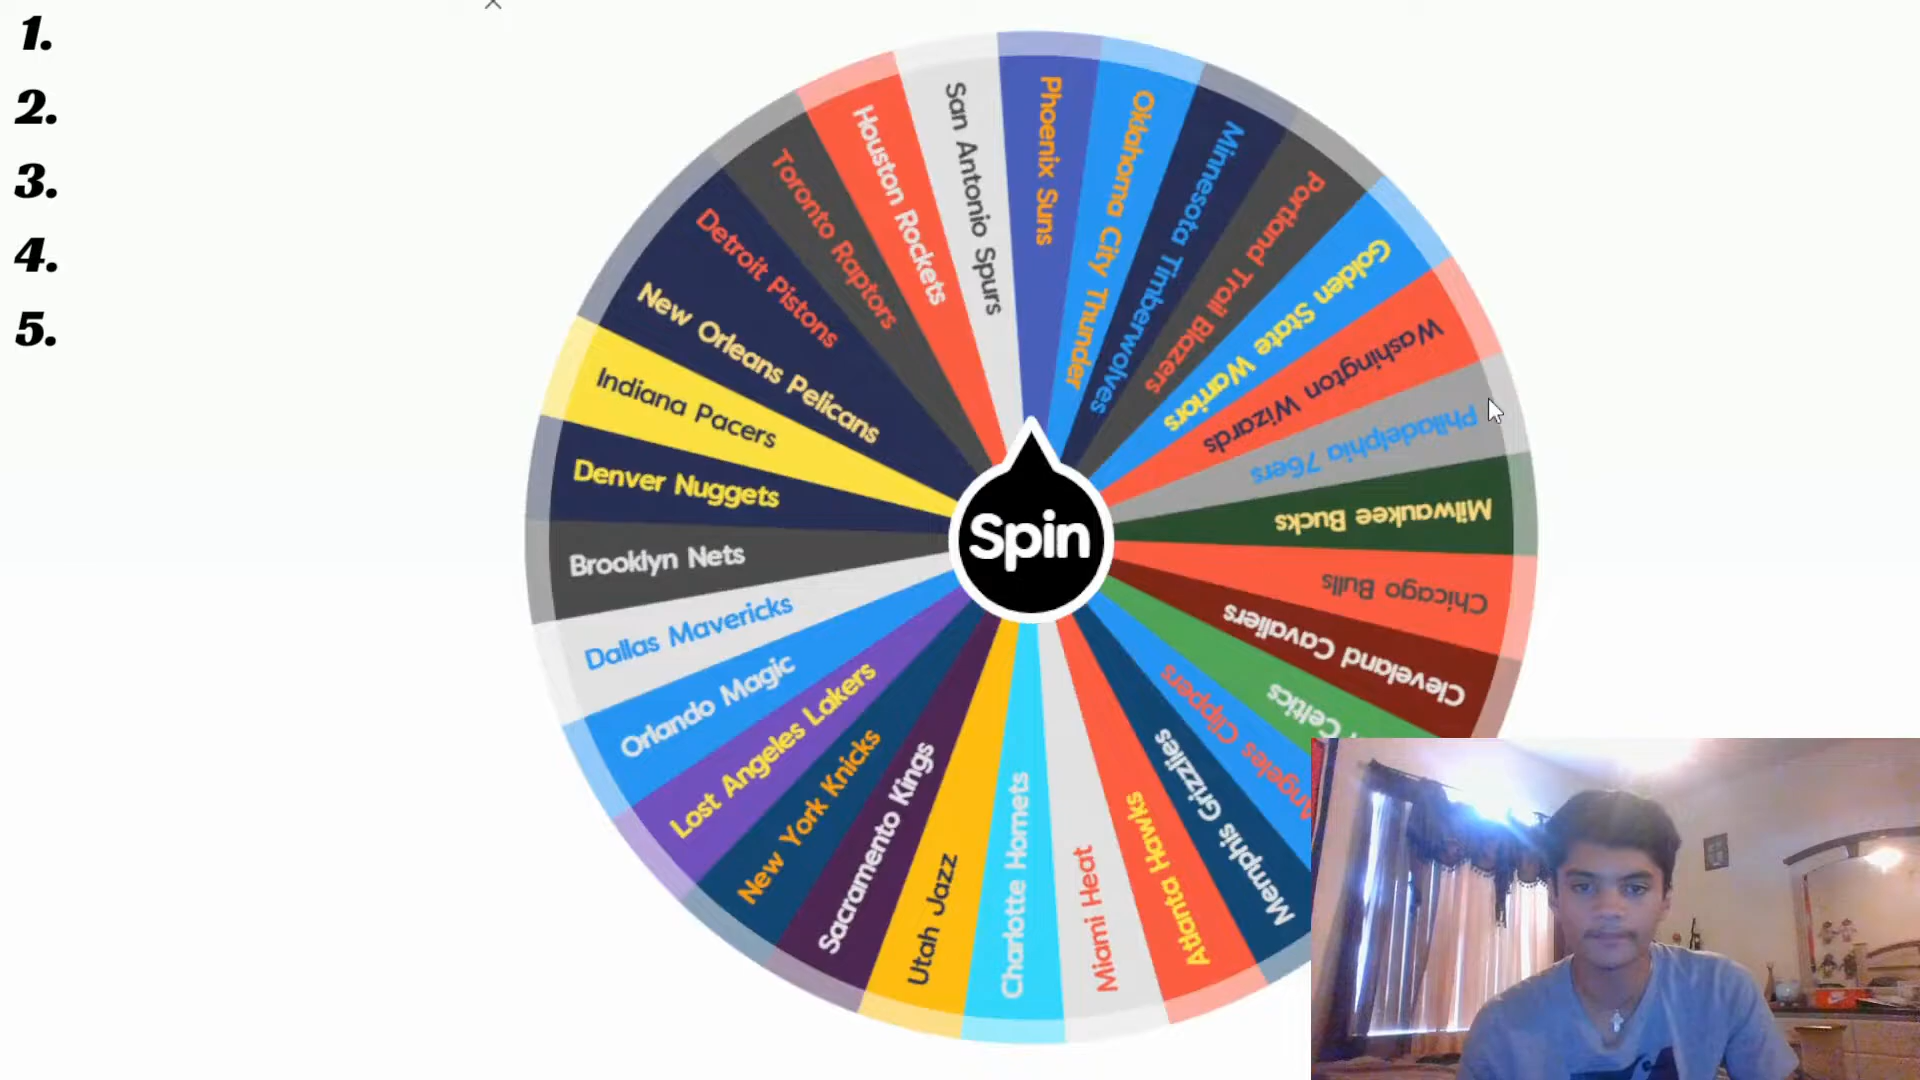 1.
2.
3.
4.
5.
Phoenix Suns
Oklahoma City Thunder
Minnesota Timberwolves
Portland Trail Blazers
Golden State Warriors
Washington Wizards
Philadelphia 76ers
Milwaukee Bucks
Chicago Bulls
Cleveland Cavaliers
Celtics
Angeles Clippers
Memphis Grizzlies
Atlanta Hawks
Miami Heat
Charlotte Hornets
Utah Jazz
Sacramento Kings
New York Knicks
Lost Angeles Lakers
Orlando Magic
Dallas Mavericks
Brooklyn Nets
Denver Nuggets
Indiana Pacers
New Orleans Pelicans
Detroit Pistons
Toronto Raptors
Houston Rockets
San Antonio Spurs
Spin